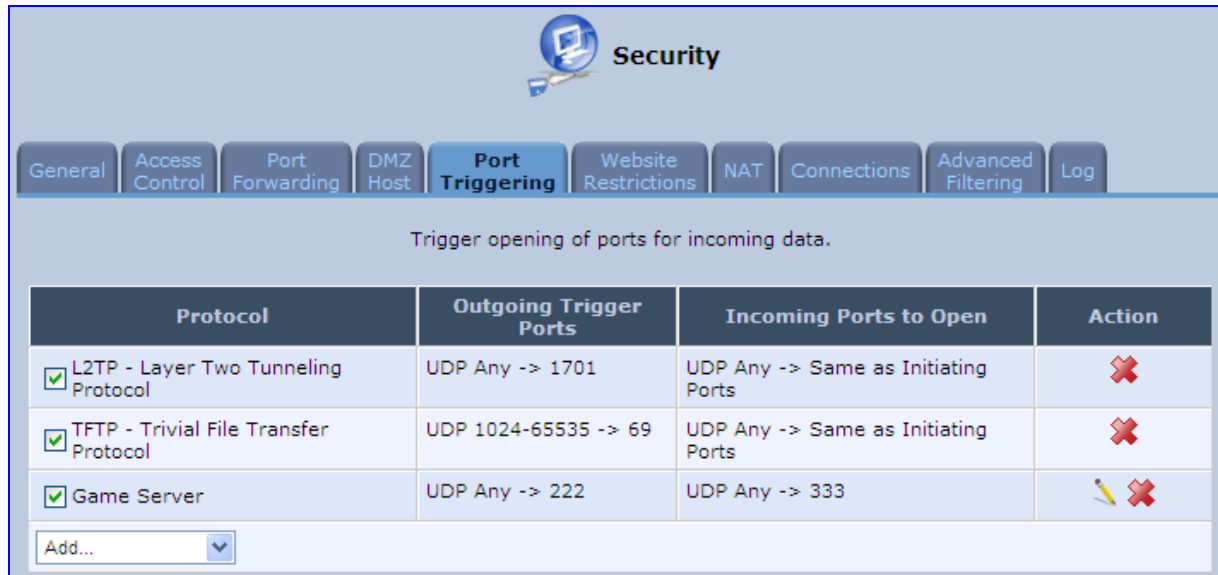 Security
General
Access
Control
Port
Forwarding
DMZ
Host
Port
Triggering
Website
Restrictions
NAT
Connections
Advanced
Filtering
Log
Trigger opening of ports for incoming data.
Protocol
Outgoing Trigger
Ports
Incoming Ports to Open
Action
L2TP - Layer Two Tunneling
Protocol
UDP Any -> 1701
UDP Any -> Same as Initiating
Ports
TFTP - Trivial File Transfer
Protocol
UDP 1024-65535 -> 69
UDP Any -> Same as Initiating
Ports
Game Server
UDP Any -> 222
UDP Any -> 333
Add...